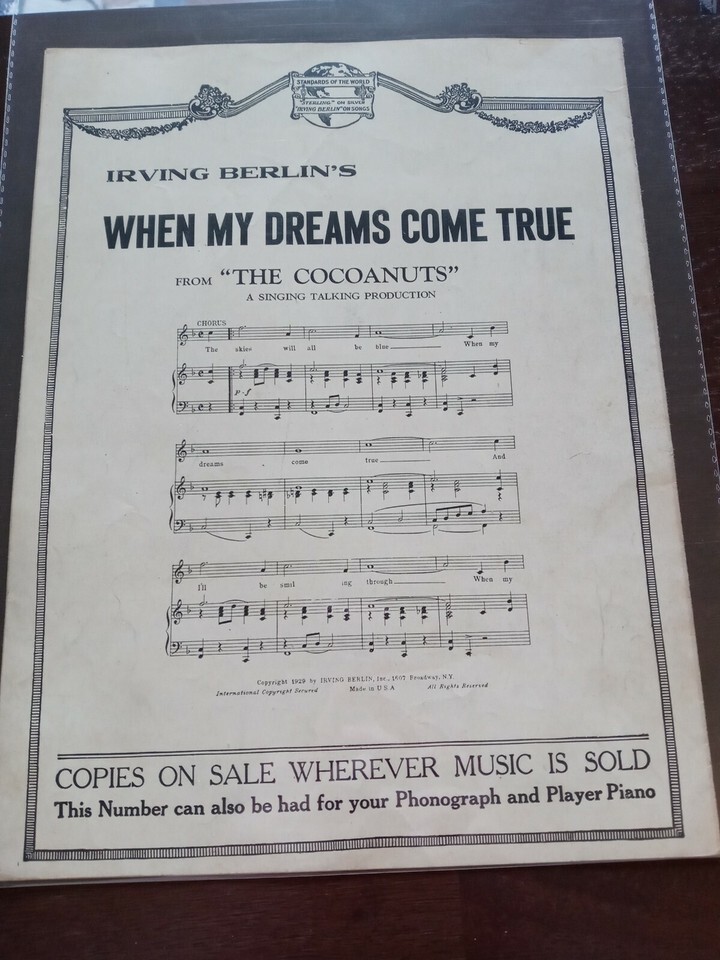 STANDARDS OF THE WORLD
"STERLING" ON SILVER
"IRVING BERLIN" ON SONGS
IRVING BERLIN'S
WHEN MY DREAMS COME TRUE
FROM "THE COCOANUTS"
A SINGING TALKING PRODUCTION
CHORUS
The skies will all be blue When my
p-f
dreams come true And
I'll be smil ing through When my
Copyright 1929 by IRVING BERLIN, Inc., 1607 Broadway, N.Y.
International Copyright Secured Made in U.S.A All Rights Reserved
COPIES ON SALE WHEREVER MUSIC IS SOLD
This Number can also be had for your Phonograph and Player Piano